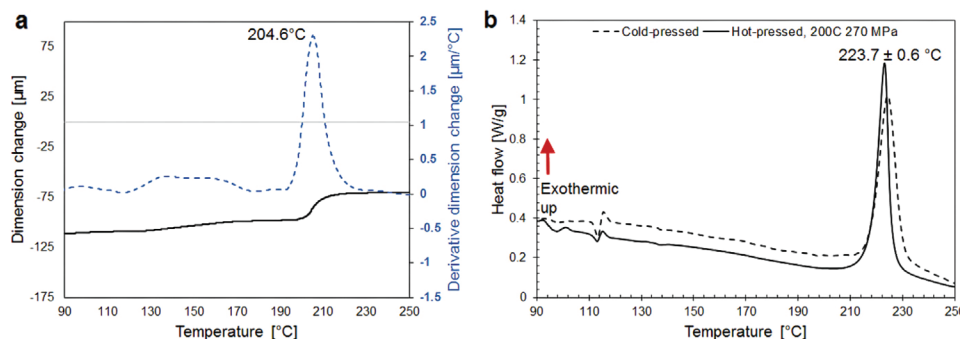 a
204.6°C
75
25
-25
-75
-125
-175
Dimension change [µm]
2.5
2
1.5
1
0.5
0
-0.5
-1
-1.5
Derivative dimension change [µm/°C]
90 110 130 150 170 190 210 230 250
Temperature [°C]
b
Cold-pressed Hot-pressed, 200C 270 MPa
223.7 ± 0.6 °C
1.4
1.2
1
0.8
0.6
0.4
0.2
0
Heat flow [W/g]
Exothermic
up
90 110 130 150 170 190 210 230 250
Temperature [°C]